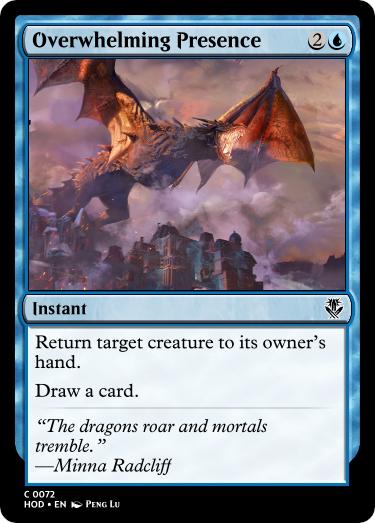 Overwhelming Presence 2
Instant
Return target creature to its owner's
hand.
Draw a card.
"The dragons roar and mortals
tremble."
—Minna Radcliff
C 0072
HOD • EN Peng Lu